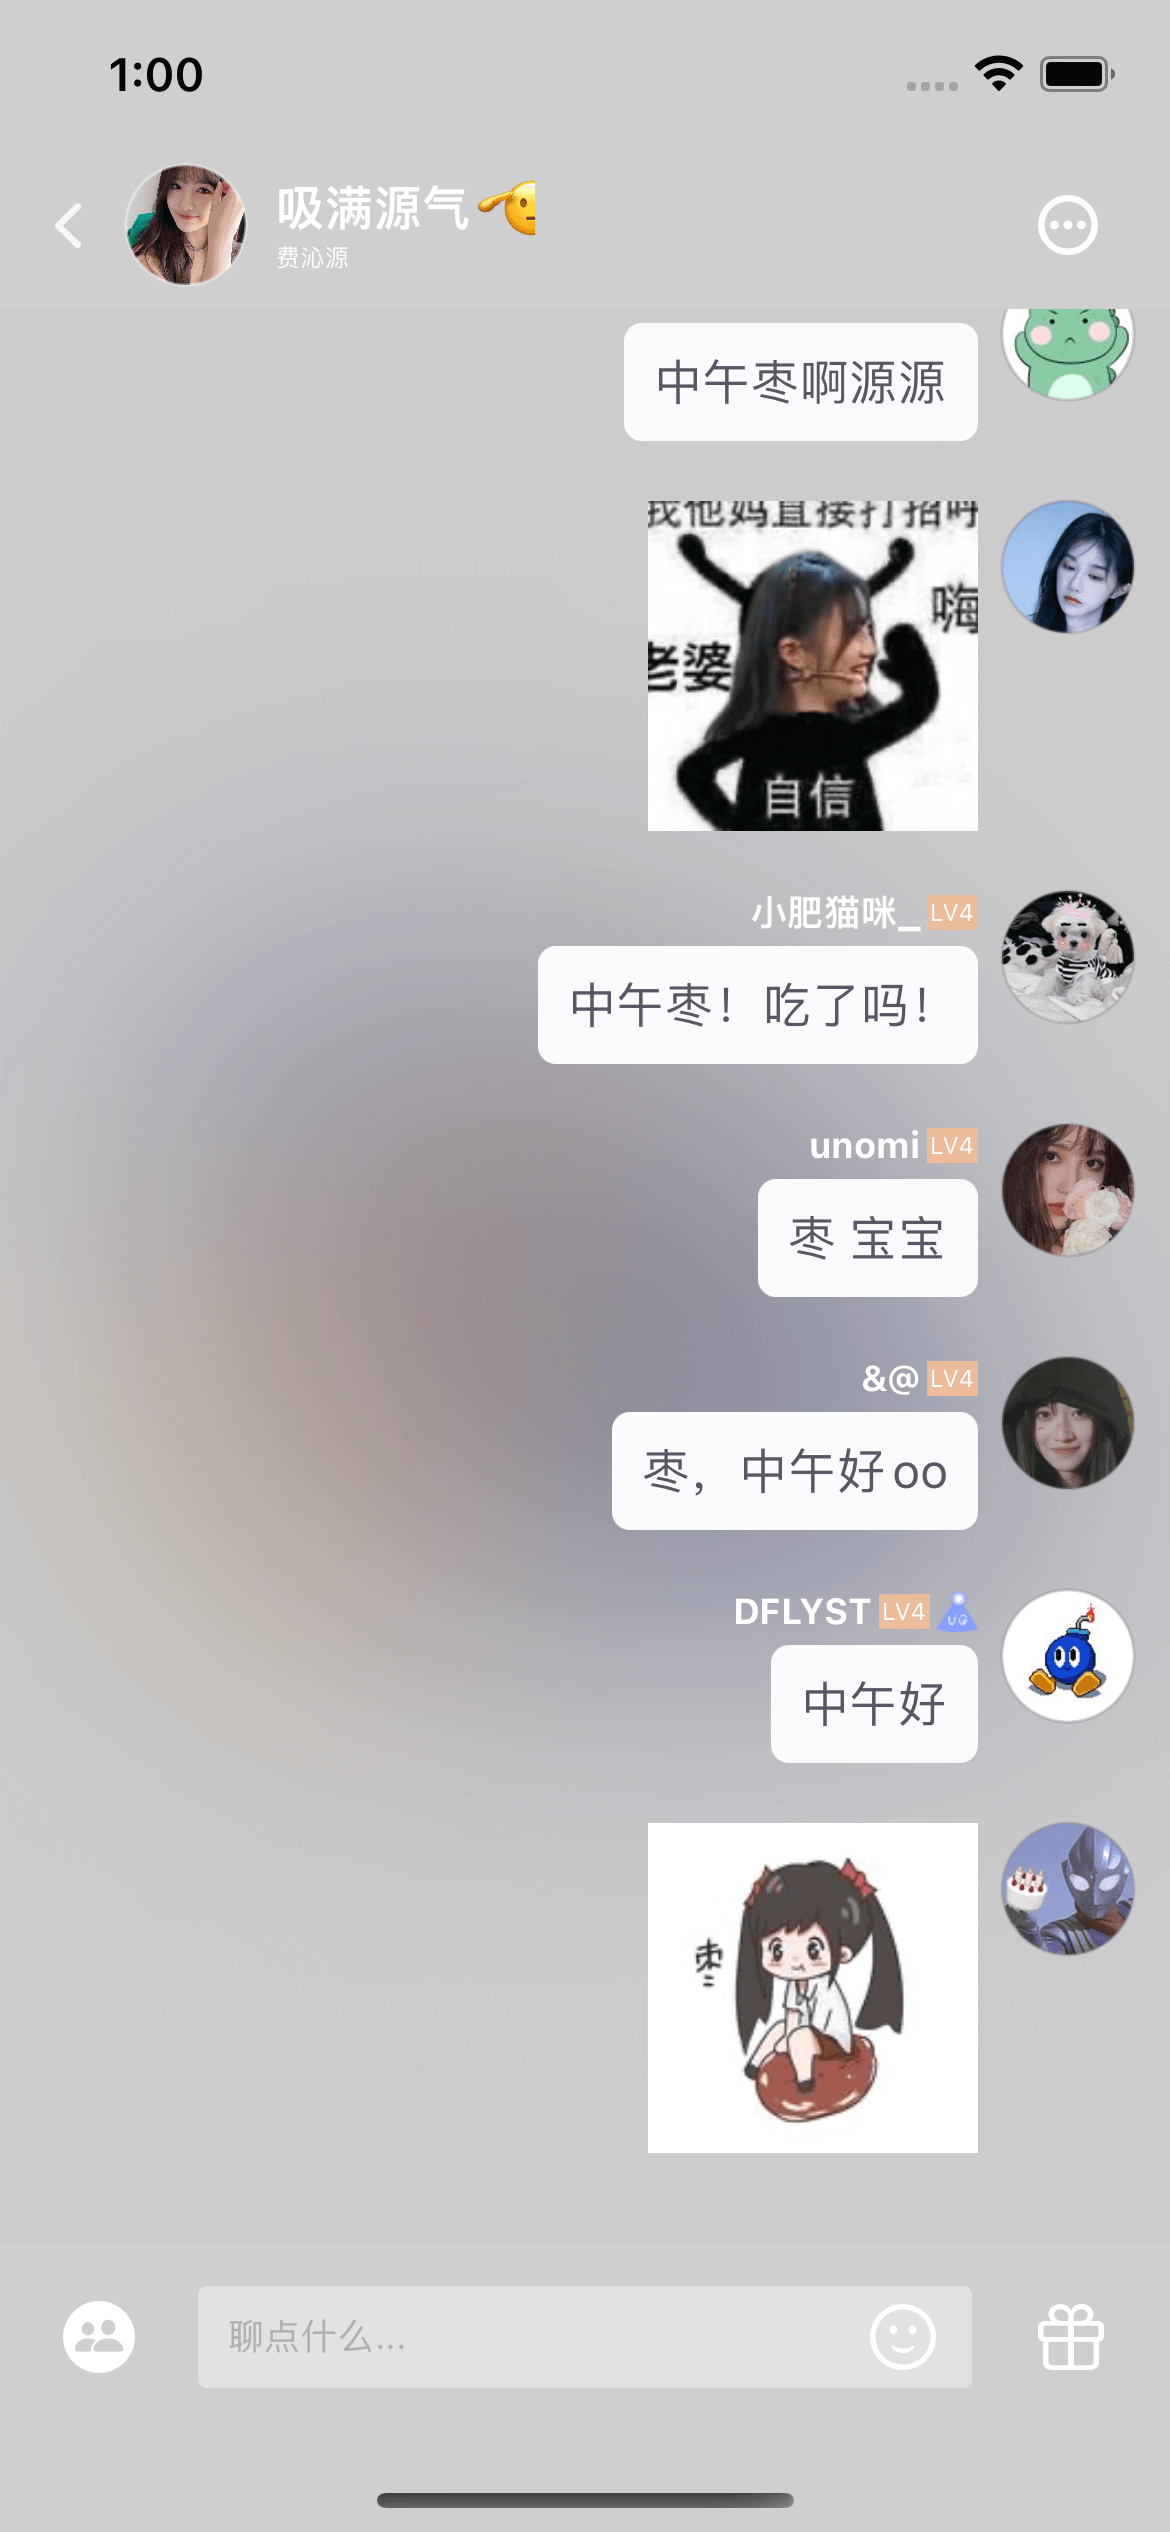 1:00
吸满源气
费沁源
中午枣啊源源
我他妈直接打招呼
嗨
老婆
自信
小肥猫咪_ LV4
中午枣！吃了吗！
unomi LV4
枣 宝宝
&@ LV4
枣，中午好oo
DFLYST LV4 UG
中午好
枣
聊点什么...